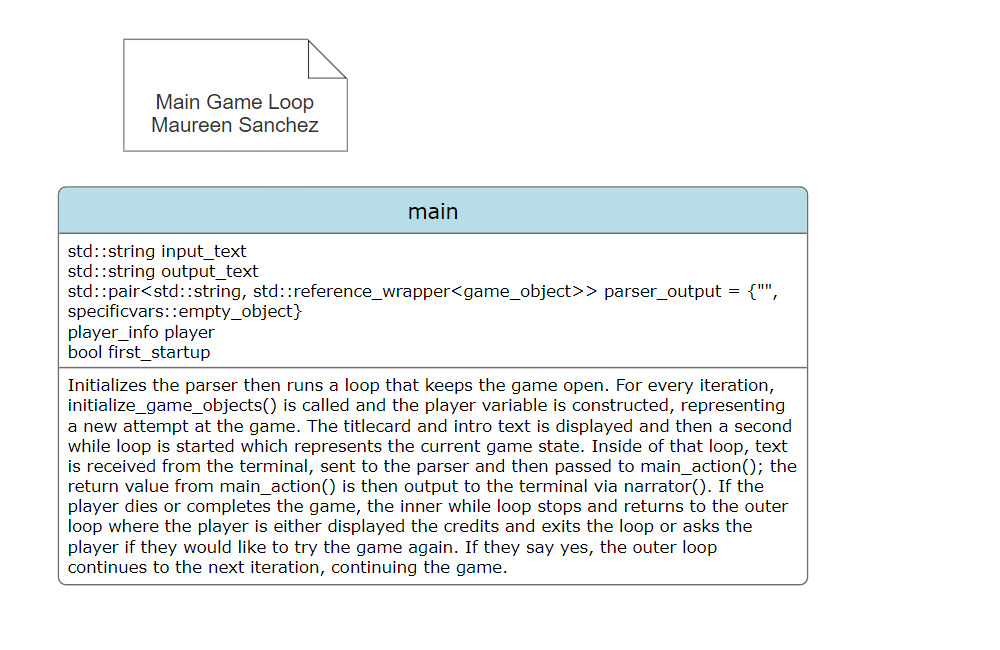 Main Game Loop
Maureen Sanchez
main
std::string input_text
std::string output_text
std::pair<std::string, std::reference_wrapper<game_object>> parser_output = {"",
specificvars::empty_object}
player_info player
bool first_startup
Initializes the parser then runs a loop that keeps the game open. For every iteration,
initialize_game_objects() is called and the player variable is constructed, representing
a new attempt at the game. The titlecard and intro text is displayed and then a second
while loop is started which represents the current game state. Inside of that loop, text
is received from the terminal, sent to the parser and then passed to main_action(); the
return value from main_action() is then output to the terminal via narrator(). If the
player dies or completes the game, the inner while loop stops and returns to the outer
loop where the player is either displayed the credits and exits the loop or asks the
player if they would like to try the game again. If they say yes, the outer loop
continues to the next iteration, continuing the game.